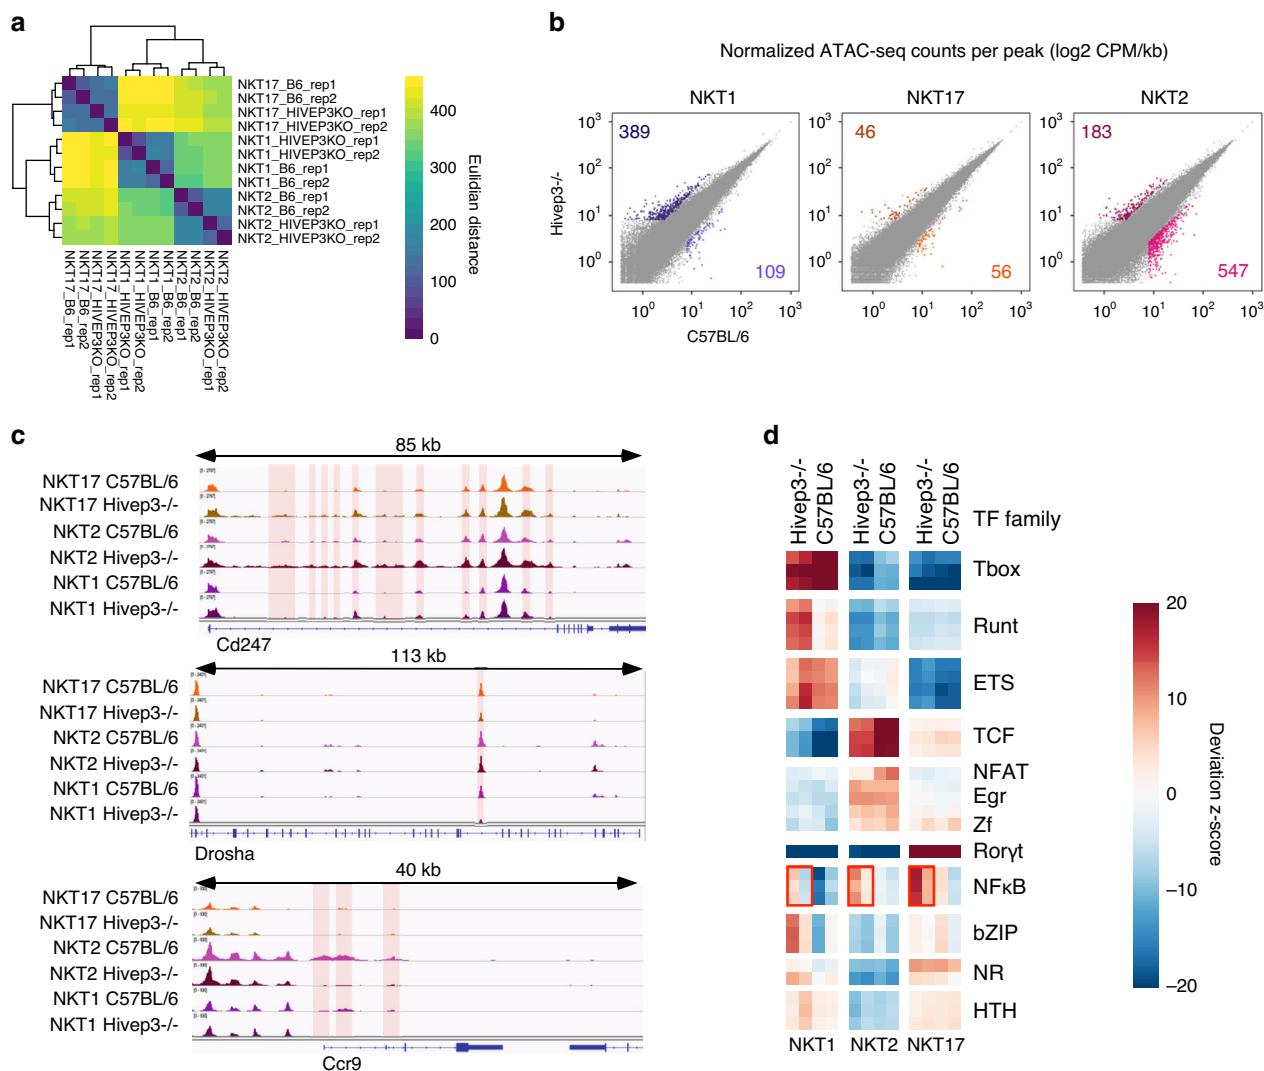 a
NKT17_B6_rep1
NKT17_B6_rep2
NKT17_HIVEP3KO_rep1
NKT17_HIVEP3KO_rep2
NKT1_HIVEP3KO_rep1
NKT1_HIVEP3KO_rep2
NKT1_B6_rep1
NKT1_B6_rep2
NKT2_B6_rep1
NKT2_B6_rep2
NKT2_HIVEP3KO_rep1
NKT2_HIVEP3KO_rep2
NKT17_B6_rep1
NKT17_B6_rep2
NKT17_HIVEP3KO_rep1
NKT17_HIVEP3KO_rep2
NKT1_HIVEP3KO_rep1
NKT1_HIVEP3KO_rep2
NKT1_B6_rep1
NKT1_B6_rep2
NKT2_B6_rep1
NKT2_B6_rep2
NKT2_HIVEP3KO_rep1
NKT2_HIVEP3KO_rep2
400
300
200
100
0
Eulidian distance
b
Normalized ATAC-seq counts per peak (log2 CPM/kb)
NKT1
NKT17
NKT2
Hivep3-/-
10³
10²
10¹
10⁰
389
109
10⁰ 10¹ 10² 10³
C57BL/6
10³
10²
10¹
10⁰
46
56
10⁰ 10¹ 10² 10³
10³
10²
10¹
10⁰
183
547
10⁰ 10¹ 10² 10³
c
85 kb
NKT17 C57BL/6
NKT17 Hivep3-/-
NKT2 C57BL/6
NKT2 Hivep3-/-
NKT1 C57BL/6
NKT1 Hivep3-/-
Cd247
113 kb
NKT17 C57BL/6
NKT17 Hivep3-/-
NKT2 C57BL/6
NKT2 Hivep3-/-
NKT1 C57BL/6
NKT1 Hivep3-/-
Drosha
40 kb
NKT17 C57BL/6
NKT17 Hivep3-/-
NKT2 C57BL/6
NKT2 Hivep3-/-
NKT1 C57BL/6
NKT1 Hivep3-/-
Ccr9
d
Hivep3-/-
C57BL/6
Hivep3-/-
C57BL/6
Hivep3-/-
C57BL/6
TF family
Tbox
Runt
ETS
TCF
NFAT
Egr
Zf
Rorγt
NFκB
bZIP
NR
HTH
NKT1 NKT2 NKT17
20
10
0
−10
−20
Deviation z-score